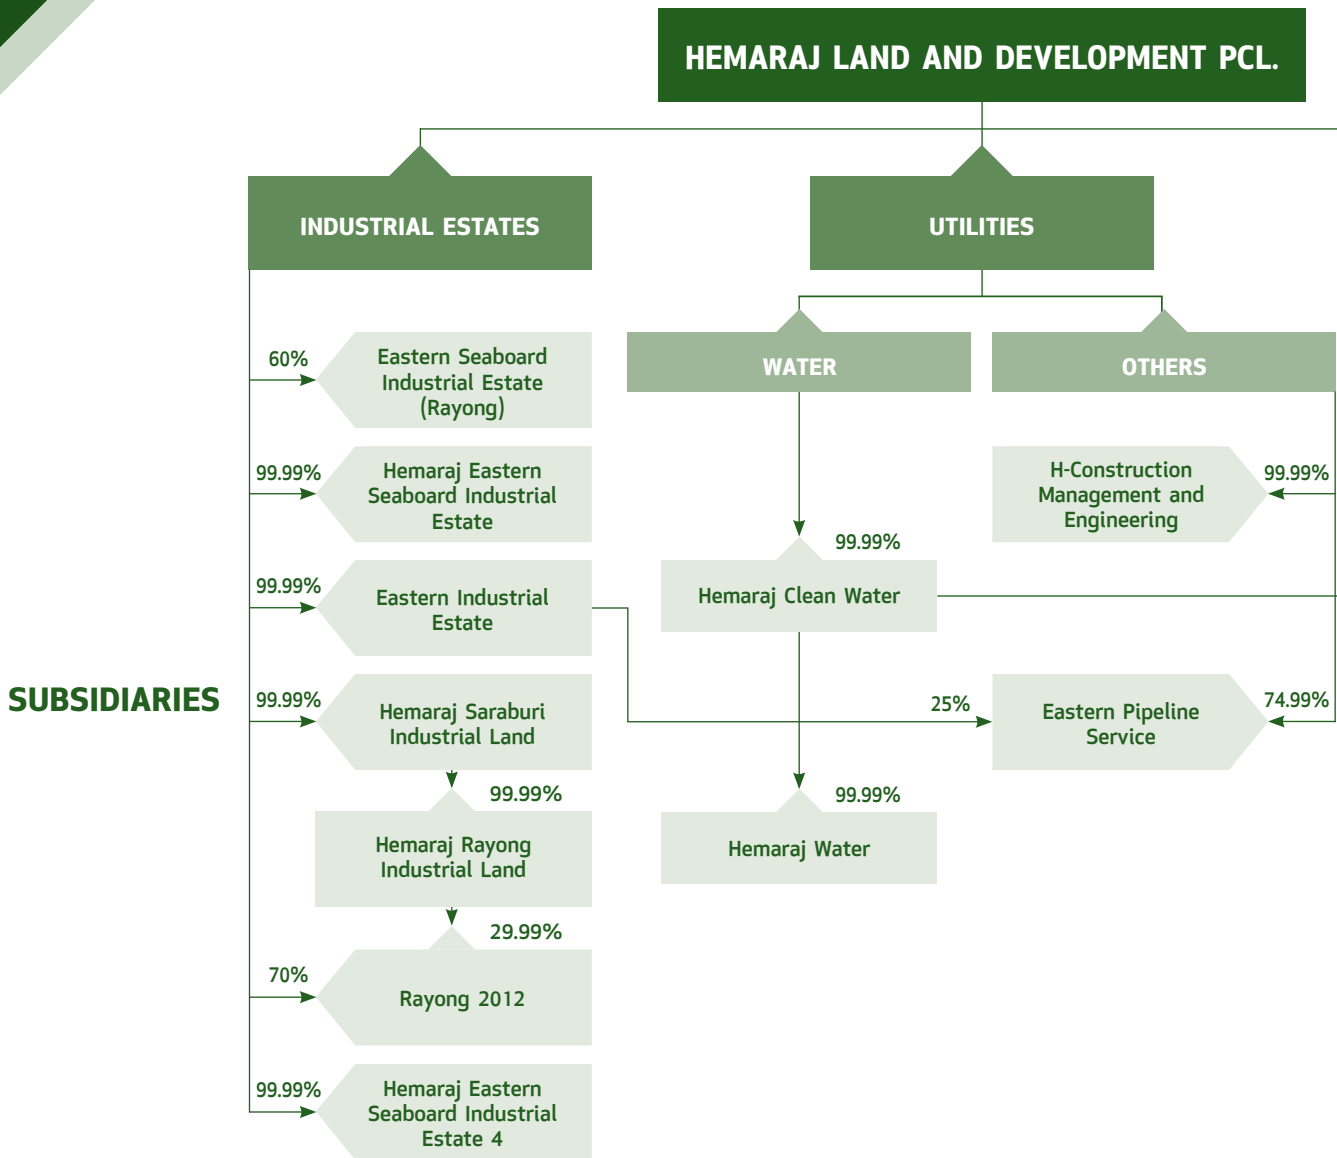 HEMARAJ LAND AND DEVELOPMENT PCL.
INDUSTRIAL ESTATES
UTILITIES
WATER
OTHERS
SUBSIDIARIES
60%
Eastern Seaboard
Industrial Estate
(Rayong)
99.99%
Hemaraj Eastern
Seaboard Industrial
Estate
99.99%
Eastern Industrial
Estate
99.99%
Hemaraj Saraburi
Industrial Land
99.99%
Hemaraj Rayong
Industrial Land
29.99%
70%
Rayong 2012
99.99%
Hemaraj Eastern
Seaboard Industrial
Estate 4
99.99%
Hemaraj Clean Water
99.99%
Hemaraj Water
H-Construction
Management and
Engineering
99.99%
25%
Eastern Pipeline
Service
74.99%